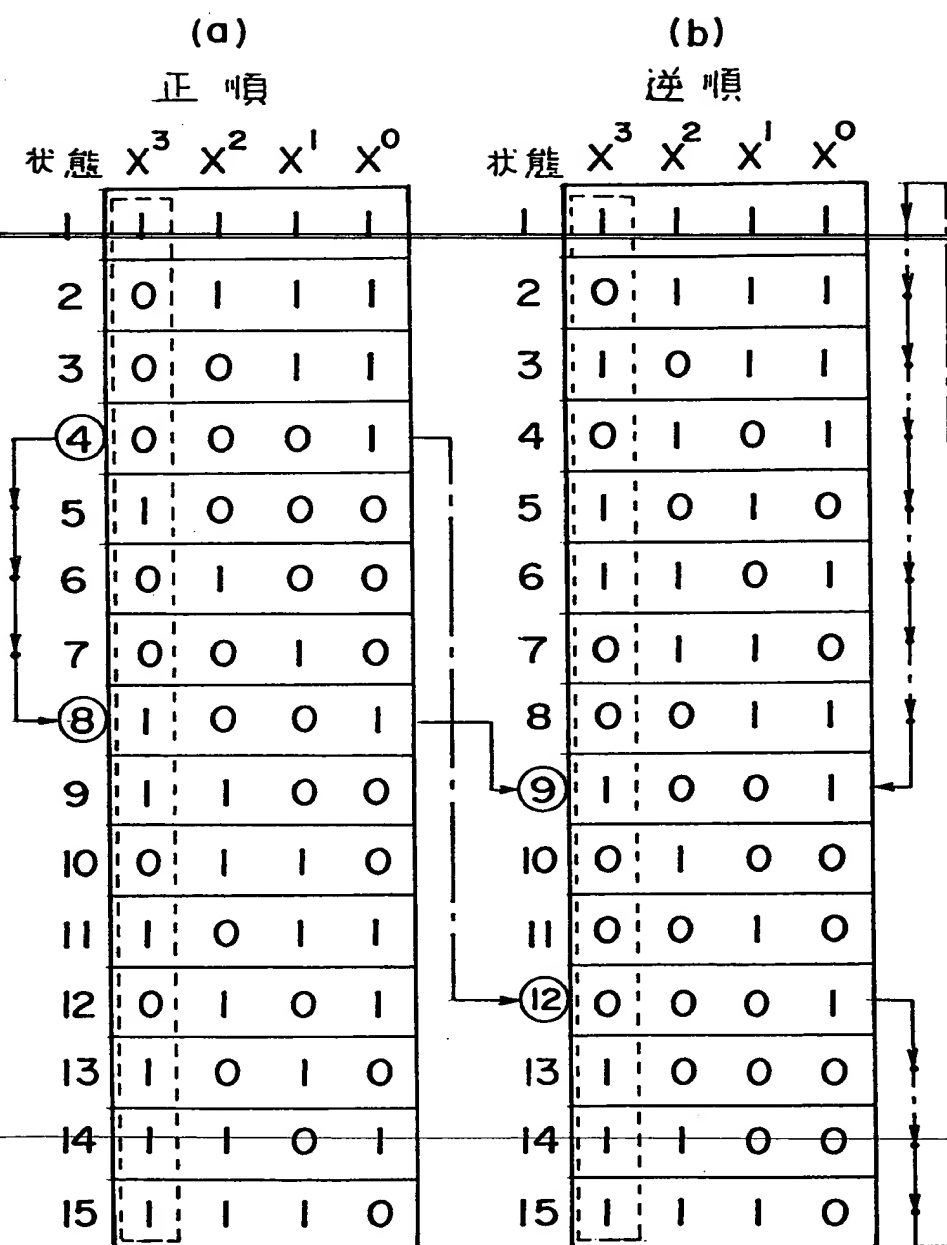 (a)
正順
状態 X³ X² X¹ X⁰
1 1 1 1 1
2 0 1 1 1
3 0 0 1 1
④ 0 0 0 1
5 1 0 0 0
6 0 1 0 0
7 0 0 1 0
⑧ 1 0 0 1
9 1 1 0 0
10 0 1 1 0
11 1 0 1 1
12 0 1 0 1
13 1 0 1 0
14 1 1 0 1
15 1 1 1 0
(b)
逆順
状態 X³ X² X¹ X⁰
1 1 1 1 1
2 0 1 1 1
3 1 0 1 1
4 0 1 0 1
5 1 0 1 0
6 1 1 0 1
7 0 1 1 0
8 0 0 1 1
⑨ 1 0 0 1
10 0 1 0 0
11 0 0 1 0
⑫ 0 0 0 1
13 1 0 0 0
14 1 1 0 0
15 1 1 1 0